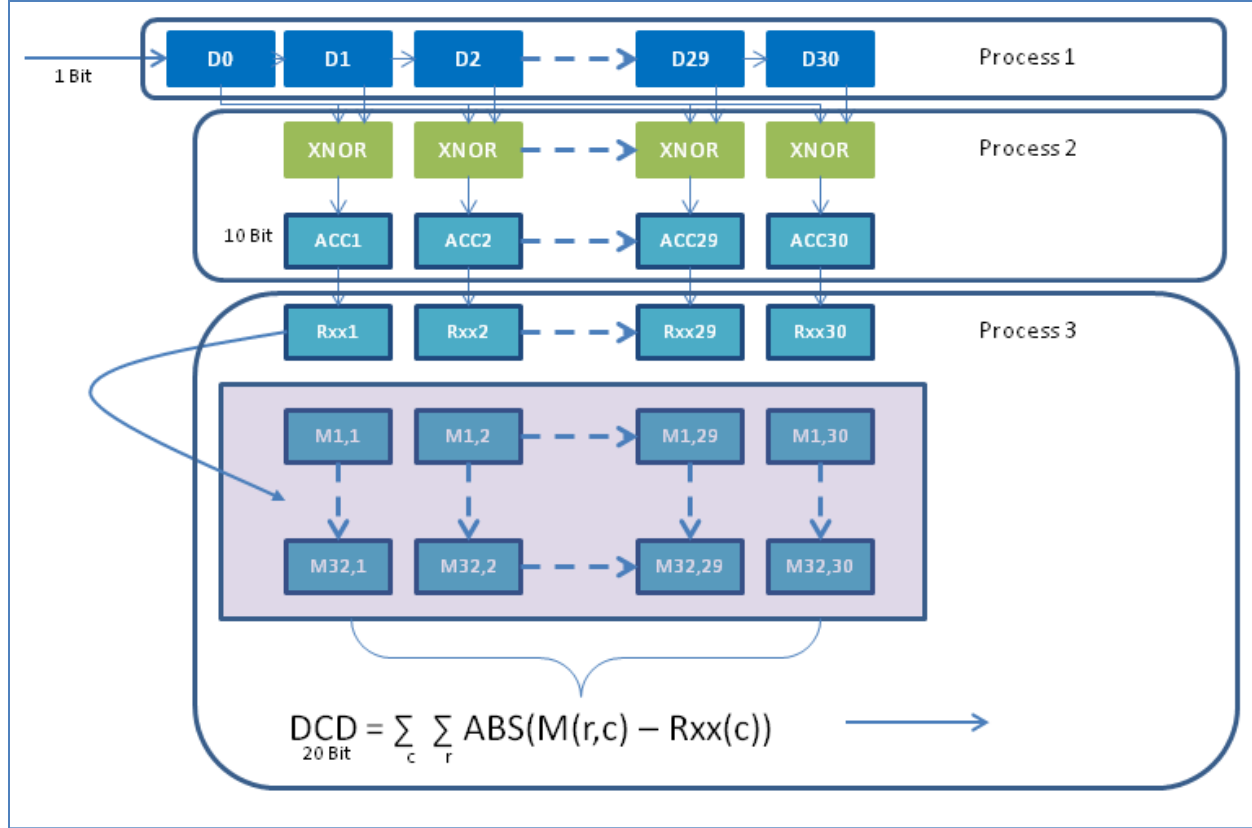 D0 D1 D2 D29 D30 Process 1
1 Bit
XNOR XNOR XNOR XNOR Process 2
10 Bit ACC1 ACC2 ACC29 ACC30
Rxx1 Rxx2 Rxx29 Rxx30 Process 3
M1,1 M1,2 M1,29 M1,30
M32,1 M32,2 M32,29 M32,30
DCD = ∑ ∑ ABS(M(r,c) – Rxx(c))
20 Bit c r